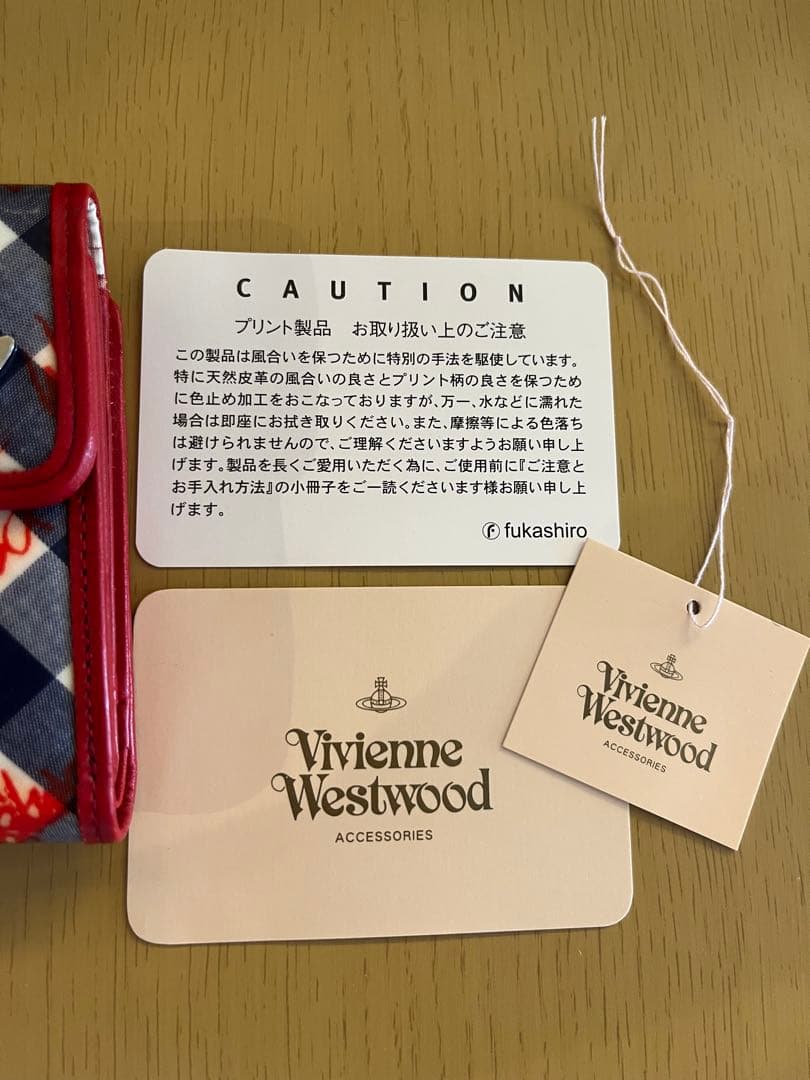 CAUTION
プリント製品　お取り扱い上のご注意
この製品は風合いを保つために特別の手法を駆使しています。
特に天然皮革の風合いの良さとプリント柄の良さを保つため
に色止め加工をおこなっておりますが、万一、水などに濡れた
場合は即座にお拭き取りください。また、摩擦等による色落ち
は避けられませんので、ご理解くださいますようお願い申し上
げます。製品を長くご愛用いただく為に、ご使用前に『ご注意と
お手入れ方法』の小冊子をご一読くださいます様お願い申し上
げます。
fukashiro
Vivienne
Westwood
ACCESSORIES
Vivienne
Westwood
ACCESSORIES